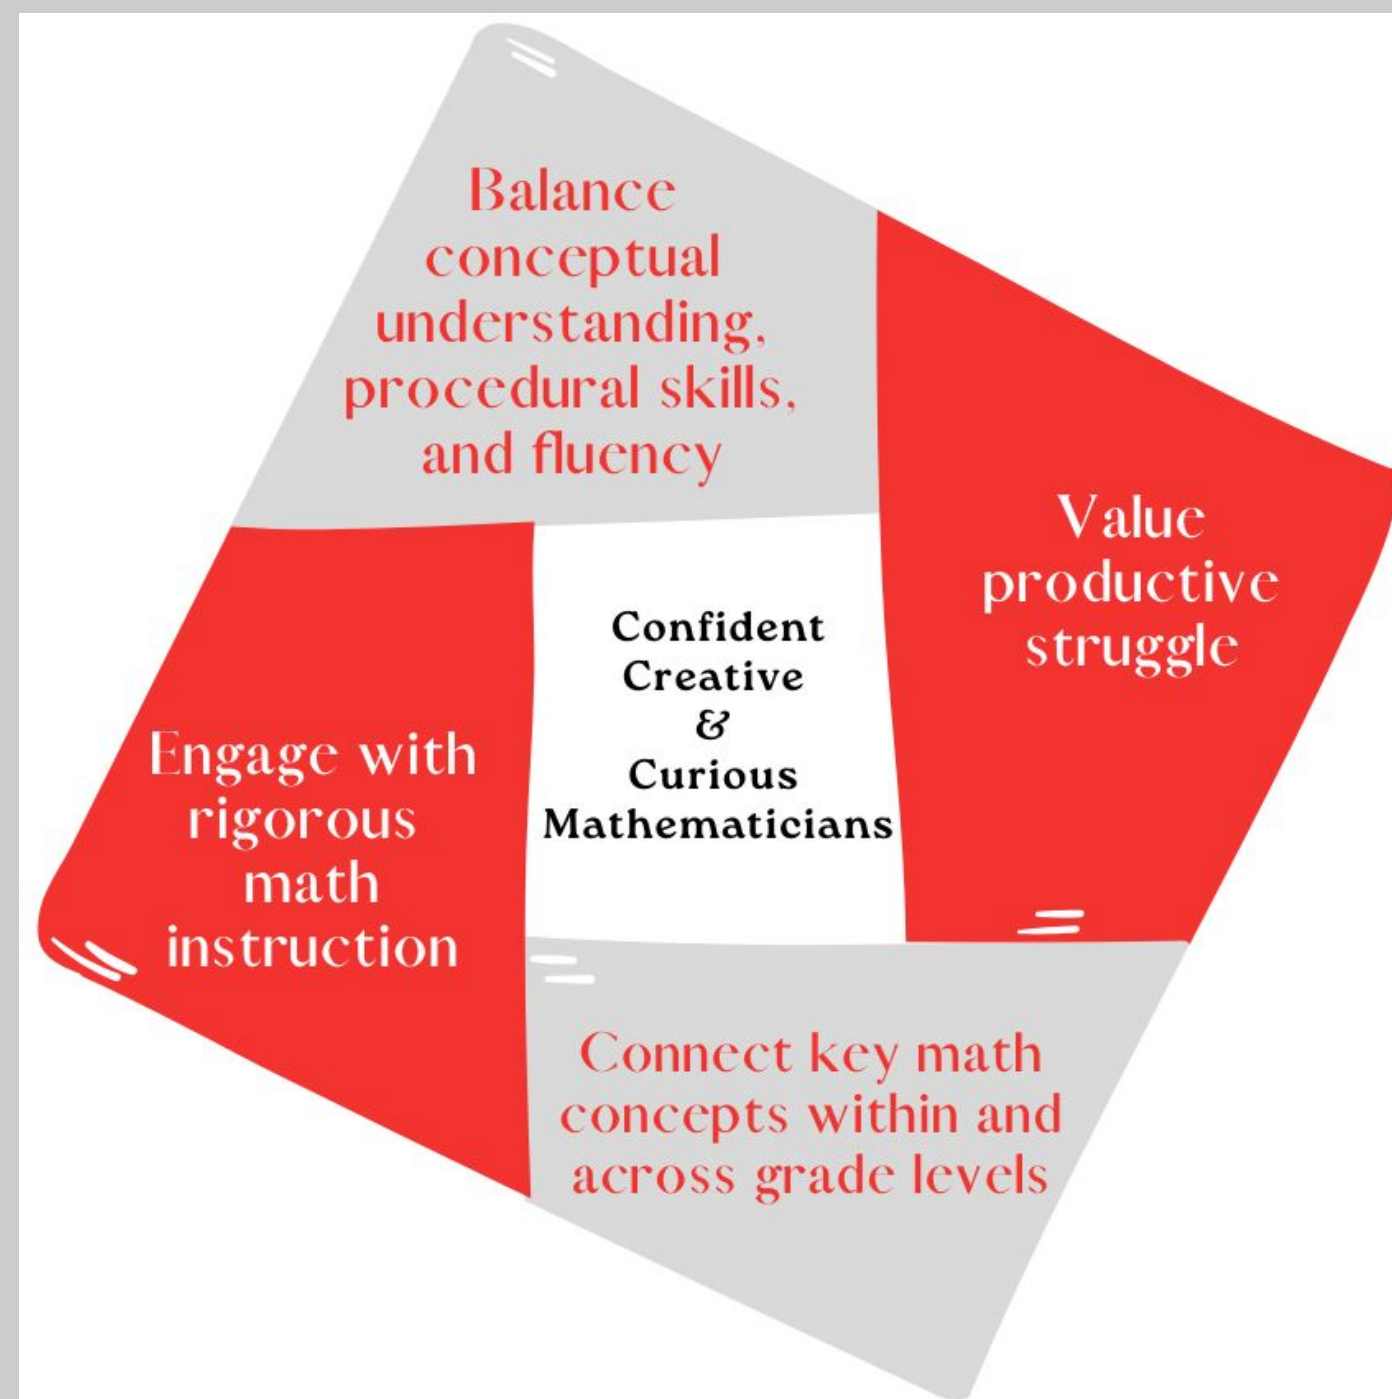 Balance
conceptual
understanding,
procedural skills,
and fluency
Value
productive
struggle
Confident
Creative
&
Curious
Mathematicians
Engage with
rigorous
math
instruction
Connect key math
concepts within and
across grade levels